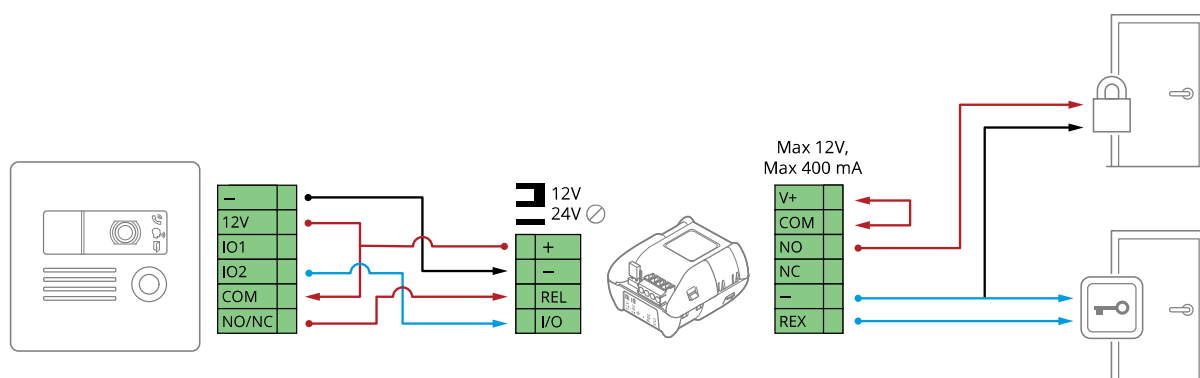 –
12V
IO1
IO2
COM
NO/NC
12V
24V
+
–
REL
I/O
Max 12V,
Max 400 mA
V+
COM
NO
NC
–
REX